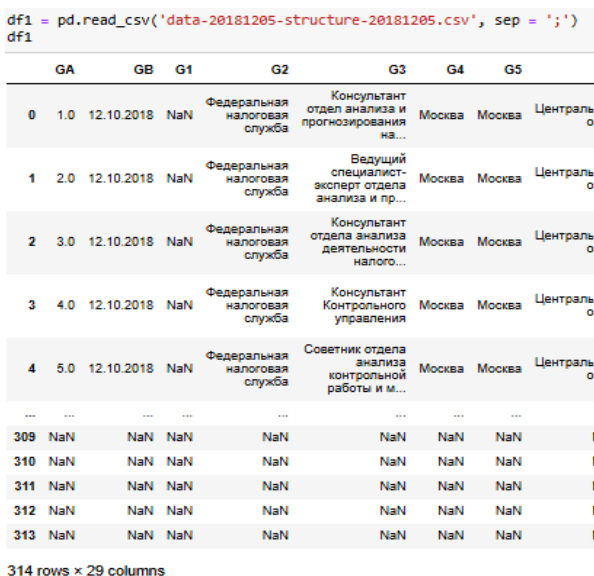 df1 = pd.read_csv('data-20181205-structure-20181205.csv', sep = ';')
df1
GA GB G1 G2 G3 G4 G5
0 1.0 12.10.2018 NaN Федеральная налоговая служба Консультант отдел анализа и прогнозирования на... Москва Москва Централь о
1 2.0 12.10.2018 NaN Федеральная налоговая служба Ведущий специалист-эксперт отдела анализа и пр... Москва Москва Централь о
2 3.0 12.10.2018 NaN Федеральная налоговая служба Консультант отдела анализа деятельности налого... Москва Москва Централь о
3 4.0 12.10.2018 NaN Федеральная налоговая служба Консультант Контрольного управления Москва Москва Централь о
4 5.0 12.10.2018 NaN Федеральная налоговая служба Советник отдела анализа контрольной работы и м... Москва Москва Централь о
... ... ... ... ... ... ... ...
309 NaN NaN NaN NaN NaN NaN NaN
310 NaN NaN NaN NaN NaN NaN NaN
311 NaN NaN NaN NaN NaN NaN NaN
312 NaN NaN NaN NaN NaN NaN NaN
313 NaN NaN NaN NaN NaN NaN NaN
314 rows × 29 columns